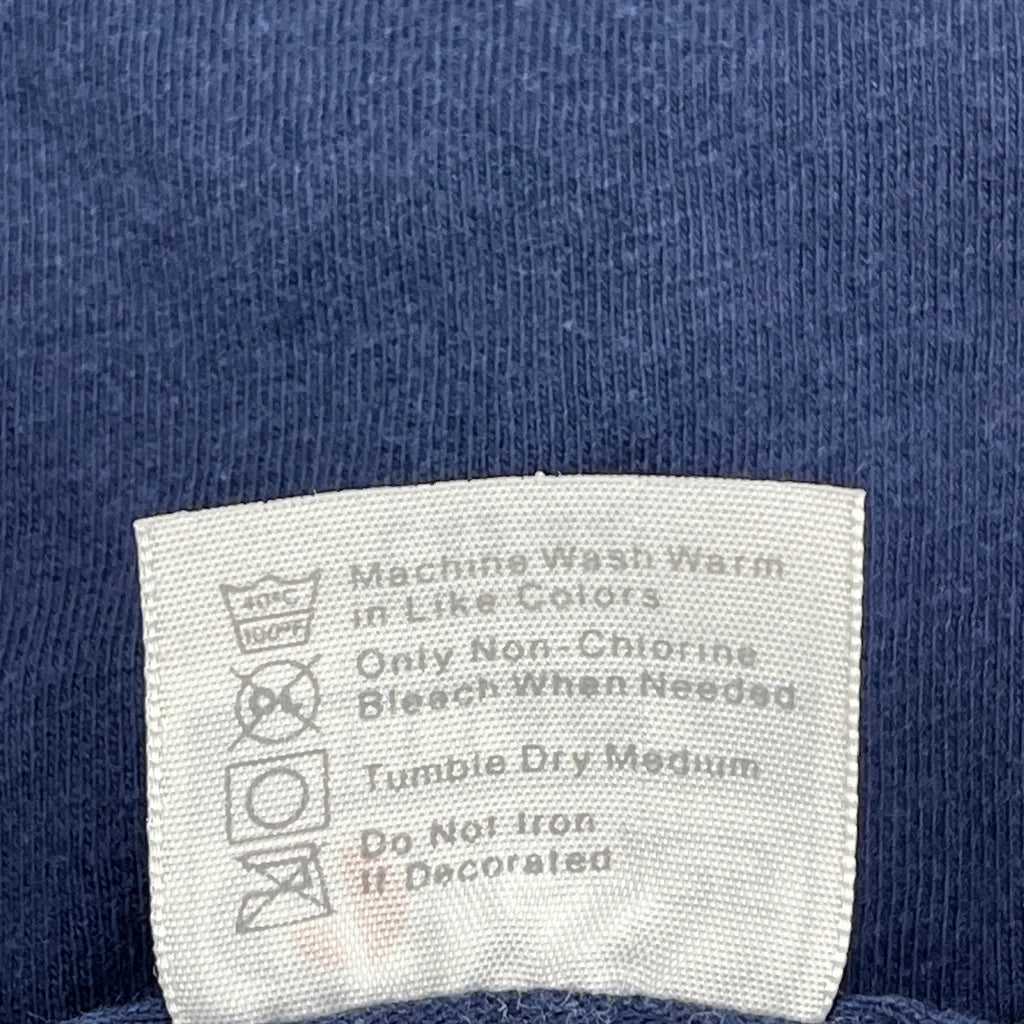 40°C
100°F
Machine Wash Warm
in Like Colors
CL
Only Non-Chlorine
Bleach When Needed
Tumble Dry Medium
Do Not Iron
If Decorated